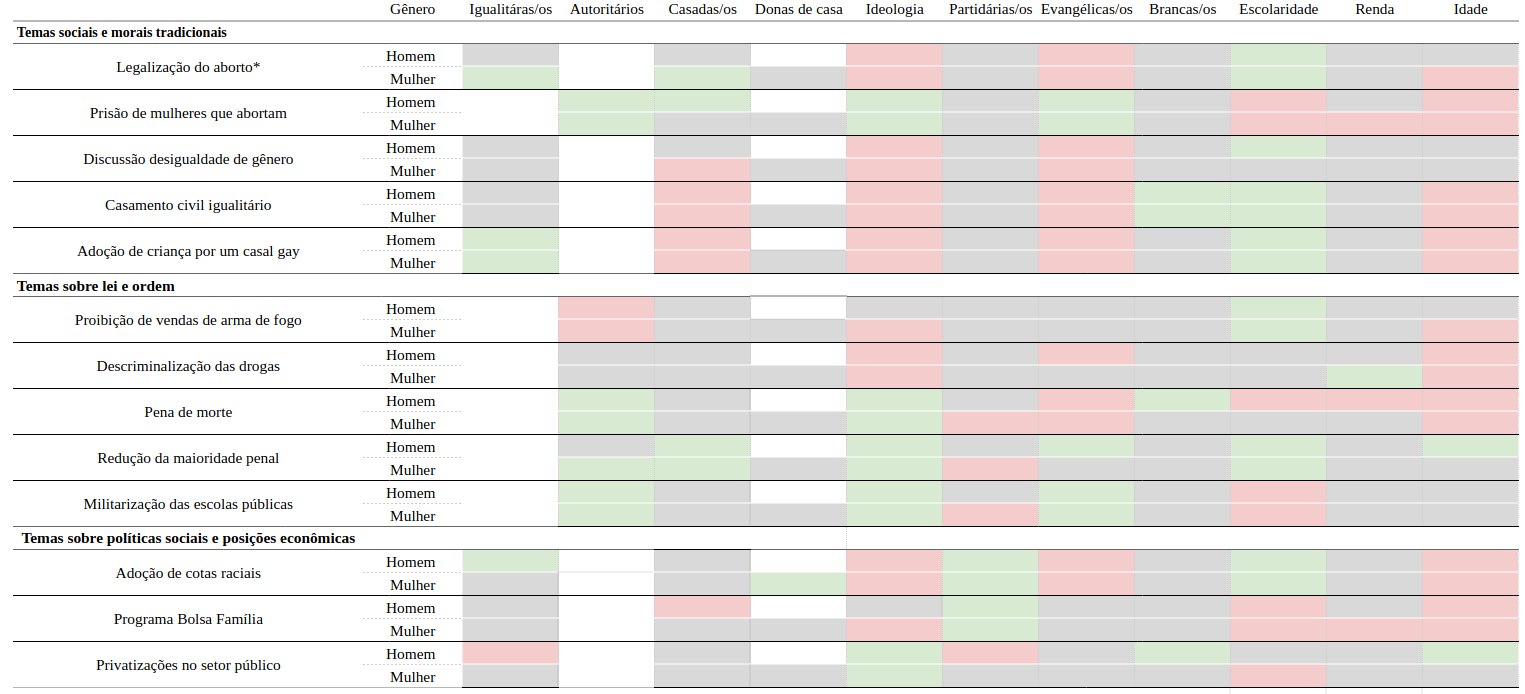 Gênero Igualitáras/os Autoritários Casadas/os Donas de casa Ideologia Partidárias/os Evangélicas/os Brancas/os Escolaridade Renda Idade
Temas sociais e morais tradicionais
Homem
Legalização do aborto*
Mulher
Homem
Prisão de mulheres que abortam
Mulher
Homem
Discussão desigualdade de gênero
Mulher
Homem
Casamento civil igualitário
Mulher
Homem
Adoção de criança por um casal gay
Mulher
Temas sobre lei e ordem
Homem
Proibição de vendas de arma de fogo
Mulher
Homem
Descriminalização das drogas
Mulher
Homem
Pena de morte
Mulher
Homem
Redução da maioridade penal
Mulher
Homem
Militarização das escolas públicas
Mulher
Temas sobre políticas sociais e posições econômicas
Homem
Adoção de cotas raciais
Mulher
Homem
Programa Bolsa Família
Mulher
Homem
Privatizações no setor público
Mulher